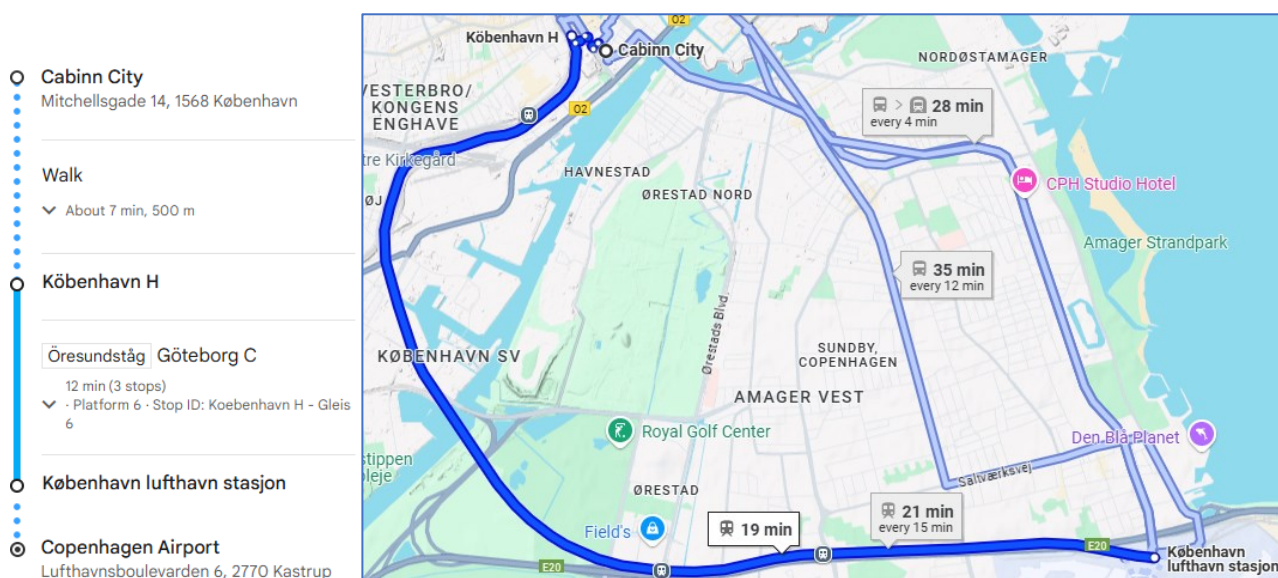 Cabinn City
Mitchellsgade 14, 1568 København
Walk
About 7 min, 500 m
Köbenhavn H
Öresundståg Göteborg C
12 min (3 stops)
· Platform 6 · Stop ID: Koebenhavn H - Gleis
6
København lufthavn stasjon
Copenhagen Airport
Lufthavnsboulevarden 6, 2770 Kastrup
Köbenhavn H
O2
Cabinn City
NORDØSTAMAGER
VESTERBRO/
KONGENS
ENGHAVE
O2
28 min
every 4 min
tre Kirkegård
HAVNESTAD
ØRESTAD NORD
CPH Studio Hotel
ØJ
Amager Strandpark
35 min
every 12 min
Ørestads Blvd.
KØBENHAVN SV
SUNDBY,
COPENHAGEN
AMAGER VEST
Royal Golf Center
Den Blå Planet
stippen
leje
Saltværksvej
ØRESTAD
Field's
19 min
21 min
every 15 min
E20
E20
København
lufthavn stasjon